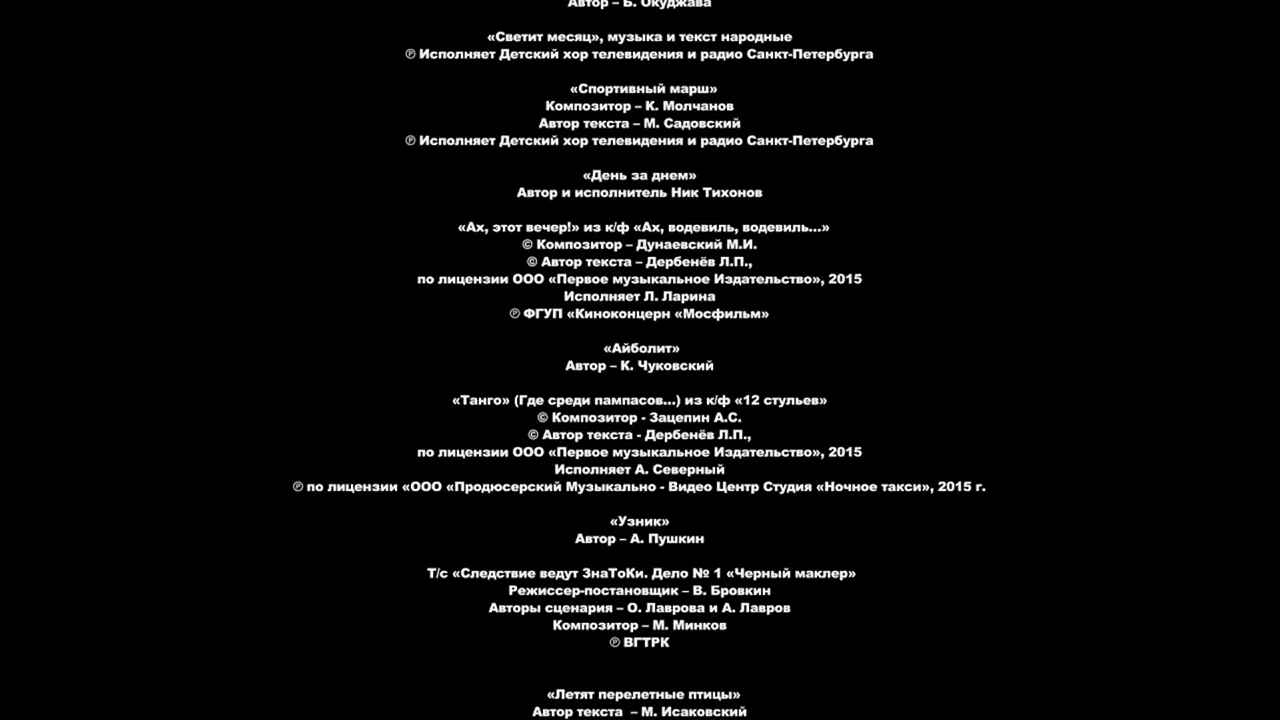 Автор – Б. Окуджава
«Светит месяц», музыка и текст народные
℗ Исполняет Детский хор телевидения и радио Санкт-Петербурга
«Спортивный марш»
Композитор – К. Молчанов
Автор текста – М. Садовский
℗ Исполняет Детский хор телевидения и радио Санкт-Петербурга
«День за днем»
Автор и исполнитель Ник Тихонов
«Ах, этот вечер!» из к/ф «Ах, водевиль, водевиль...»
© Композитор – Дунаевский М.И.
© Автор текста – Дербенёв Л.П.,
по лицензии ООО «Первое музыкальное Издательство», 2015
Исполняет Л. Ларина
℗ ФГУП «Киноконцерн «Мосфильм»
«Айболит»
Автор – К. Чуковский
«Танго» (Где среди пампасов...) из к/ф «12 стульев»
© Композитор - Зацепин А.С.
© Автор текста - Дербенёв Л.П.,
по лицензии ООО «Первое музыкальное Издательство», 2015
Исполняет А. Северный
℗ по лицензии «ООО «Продюсерский Музыкально - Видео Центр Студия «Ночное такси», 2015 г.
«Узник»
Автор – А. Пушкин
Т/с «Следствие ведут ЗнаТоКи. Дело № 1 «Черный маклер»
Режиссер-постановщик – В. Бровкин
Авторы сценария – О. Лаврова и А. Лавров
Композитор – М. Минков
℗ ВГТРК
«Летят перелетные птицы»
Автор текста – М. Исаковский